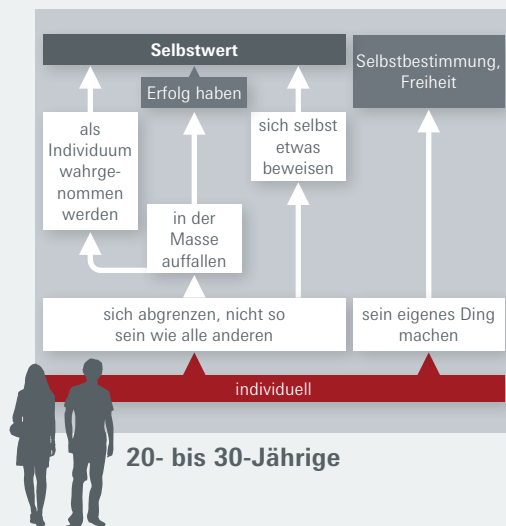 Selbstwert
Selbstbestimmung,
Freiheit
Erfolg haben
als
Individuum
wahrge-
nommen
werden
sich selbst
etwas
beweisen
in der
Masse
auffallen
sich abgrenzen, nicht so
sein wie alle anderen
sein eigenes Ding
machen
individuell
20- bis 30-Jährige